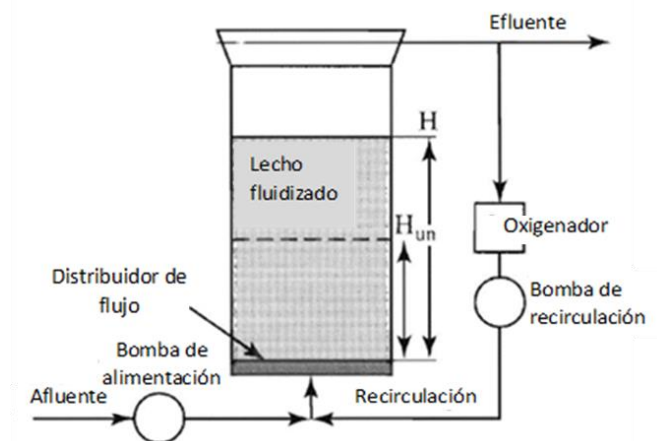 Efluente
H
Lecho
fluidizado
H_un
Oxigenador
Distribuidor de
flujo
Bomba de
recirculación
Bomba de
alimentación
Afluente
Recirculación